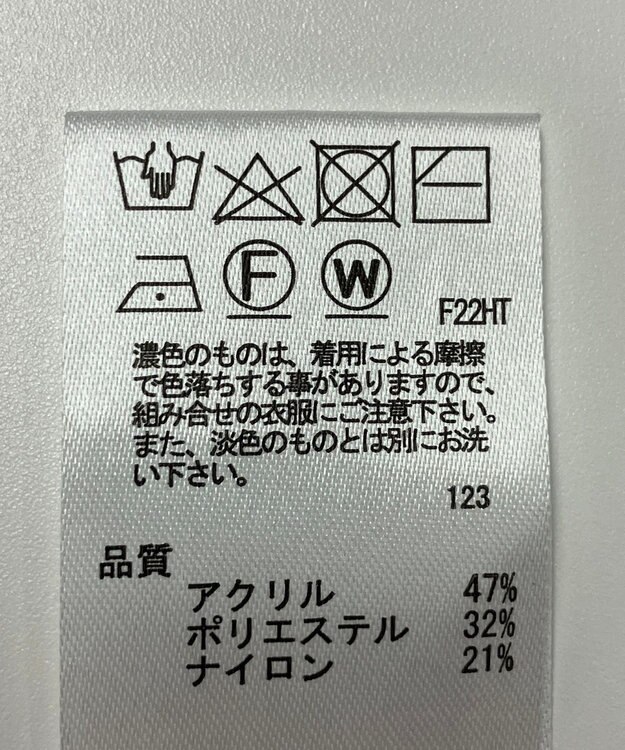 F W F22HT
濃色のものは、着用による摩擦
で色落ちする事がありますので、
組み合せの衣服にご注意下さい。
また、淡色のものとは別にお洗
い下さい。
123
品質
アクリル 47%
ポリエステル 32%
ナイロン 21%